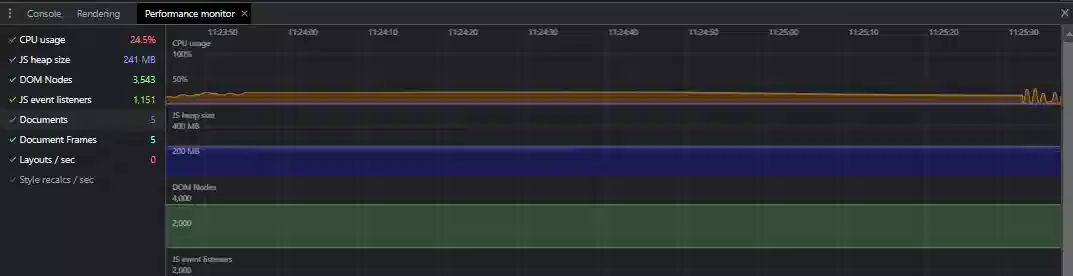 Console Rendering Performance monitor
CPU usage 24.5%
JS heap size 241 MB
DOM Nodes 3,543
JS event listeners 1,151
Documents 5
Document Frames 5
Layouts / sec 0
Style recalcs / sec
11:23:50 11:24:00 11:24:10 11:24:20 11:24:30 11:24:40 11:24:50 11:25:00 11:25:10 11:25:20 11:25:30
CPU usage
100%
50%
JS heap size
400 MB
200 MB
DOM Nodes
4,000
2,000
JS event listeners
2,000